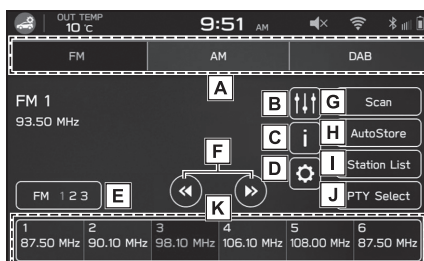 OUT TEMP
10 °C
9:51 AM
FM AM DAB
A
FM 1
93.50 MHz
B
G Scan
C i
H AutoStore
D
I Station List
F
J PTY Select
FM 1 2 3 E
K
1 2 3 4 5 6
87.50 MHz 90.10 MHz 98.10 MHz 106.10 MHz 108.00 MHz 87.50 MHz